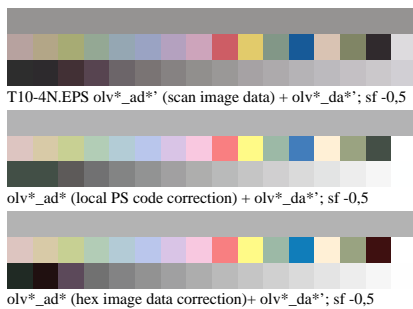 T10-4N.EPS olv*_ad*’ (scan image data) + olv*_da*’; sf -0,5
olv*_ad* (local PS code correction) + olv*_da*’; sf -0,5
olv*_ad* (hex image data correction)+ olv*_da*’; sf -0,5